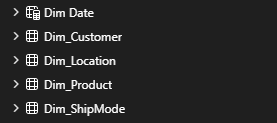 Dim Date
Dim_Customer
Dim_Location
Dim_Product
Dim_ShipMode